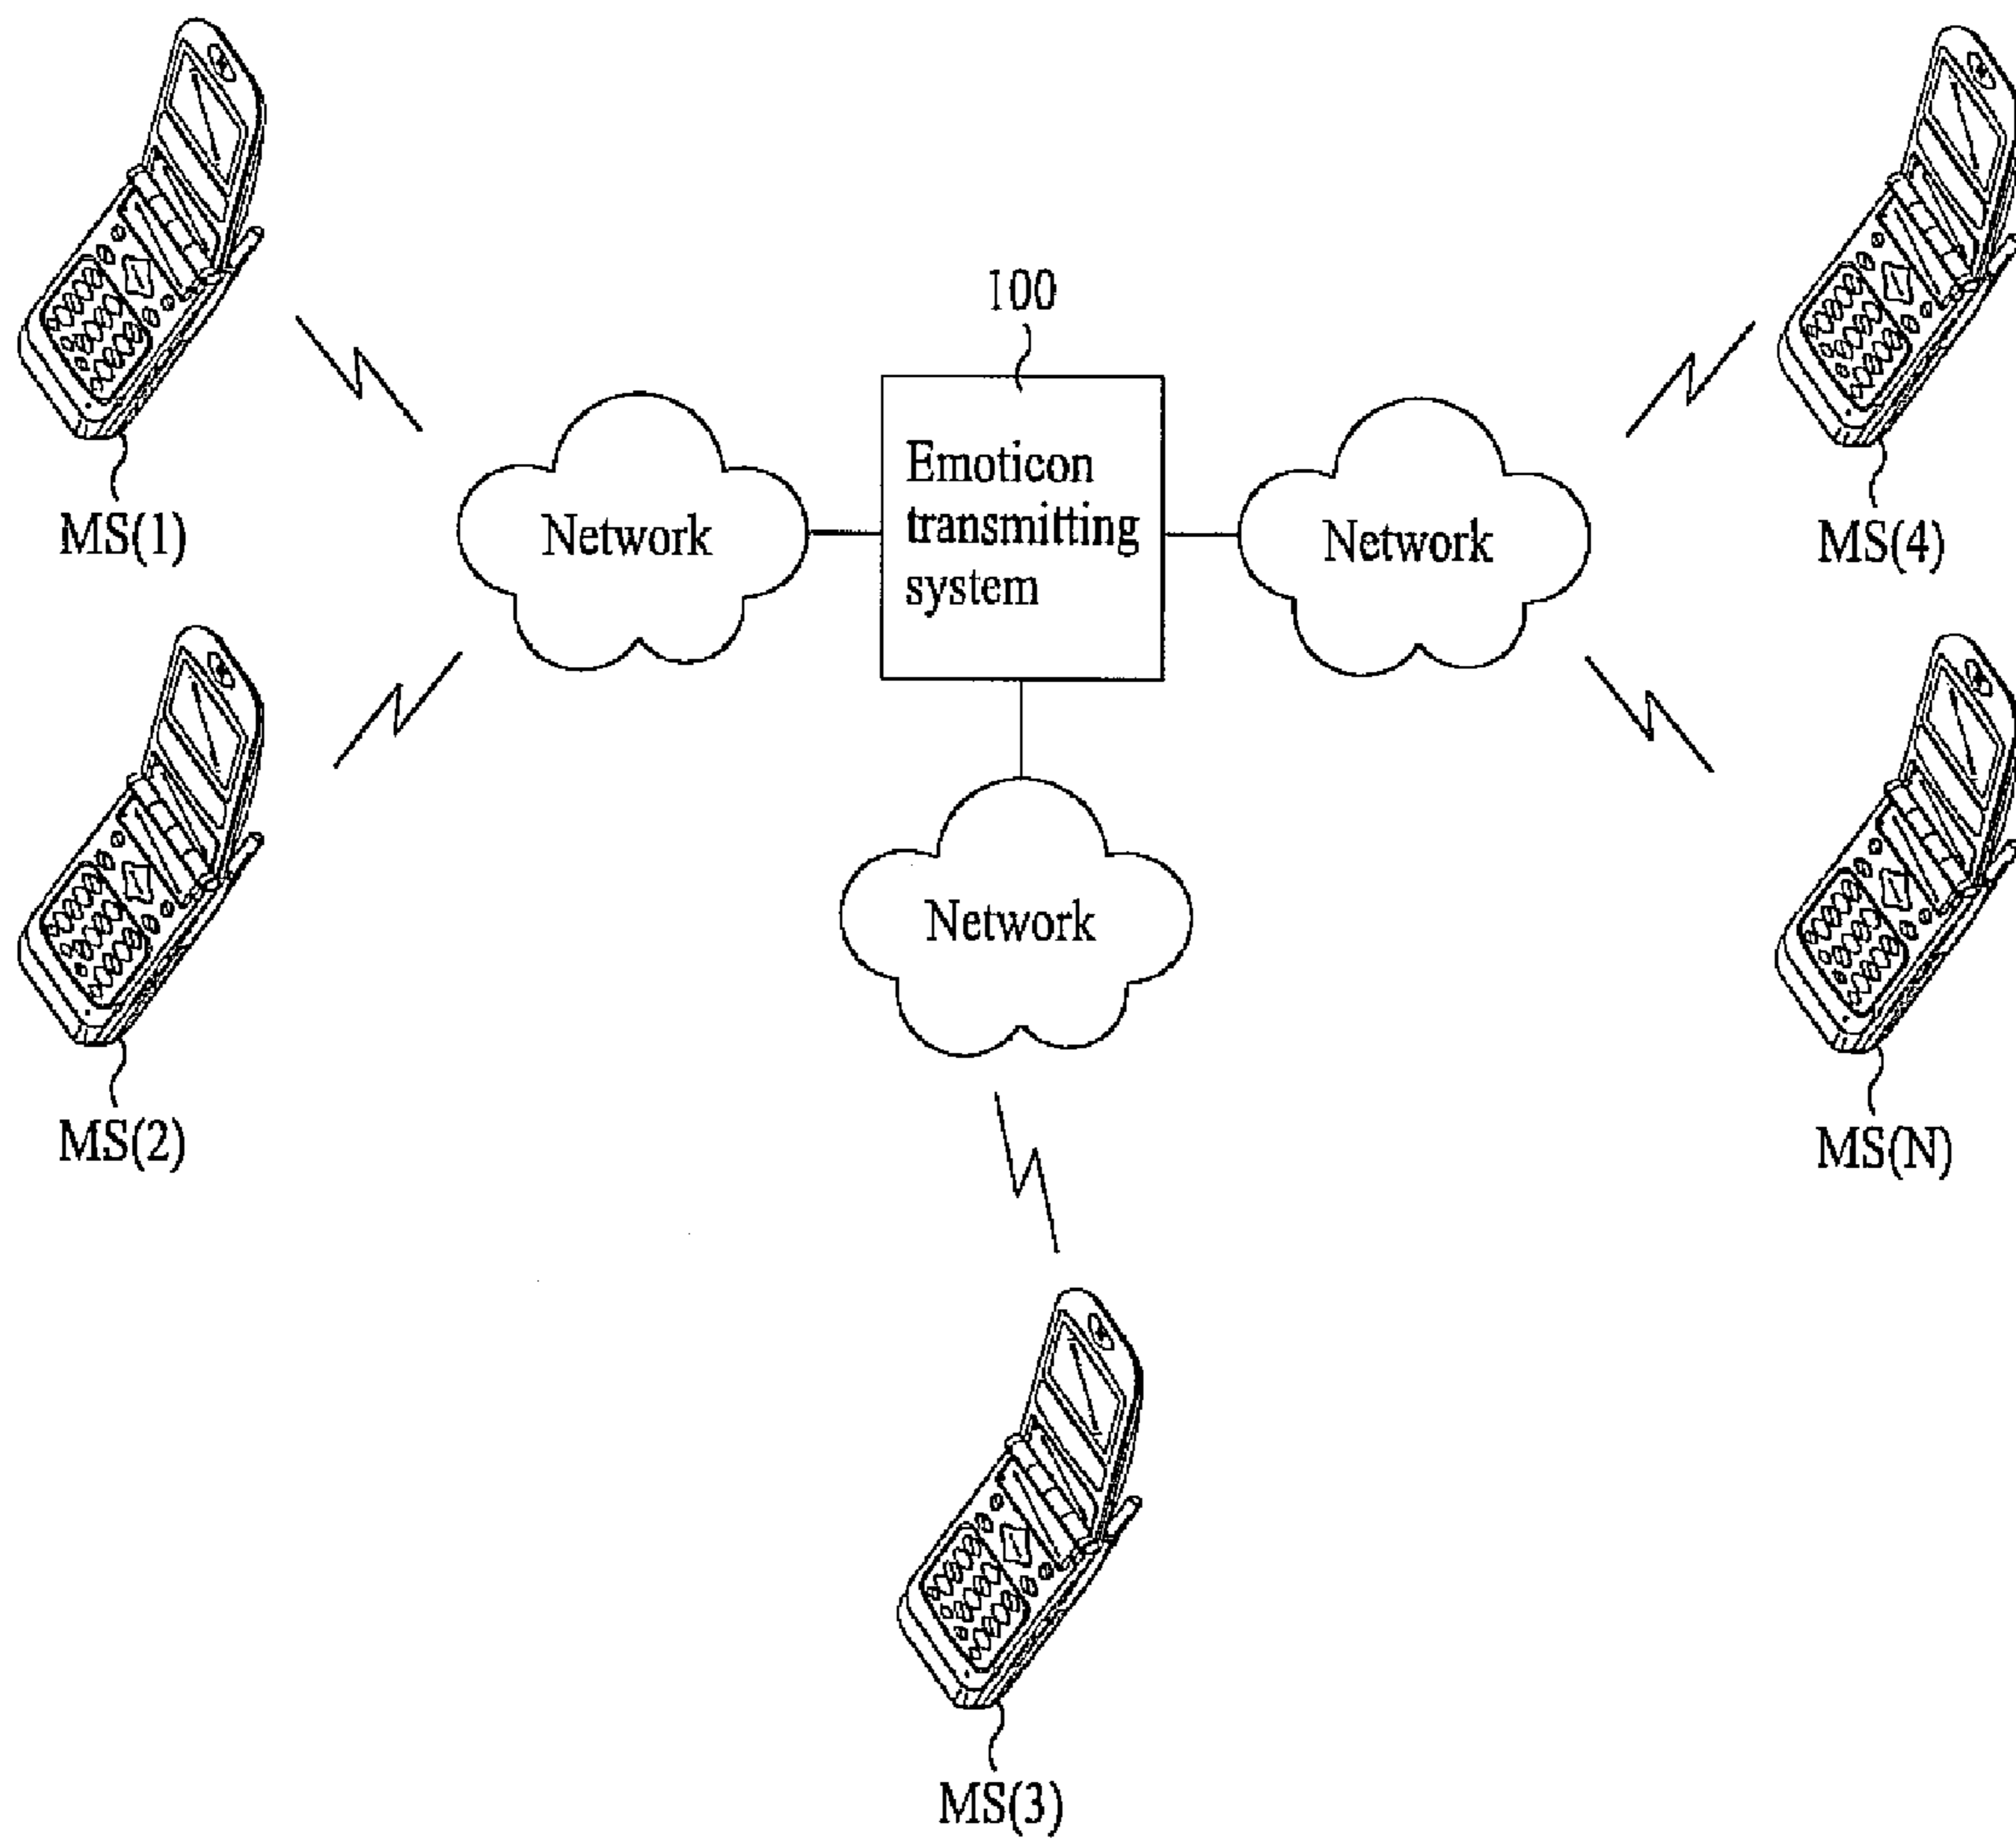 100
Emoticon
transmitting
system
Network
Network
MS(1)
MS(4)
Network
MS(2)
MS(N)
MS(3)